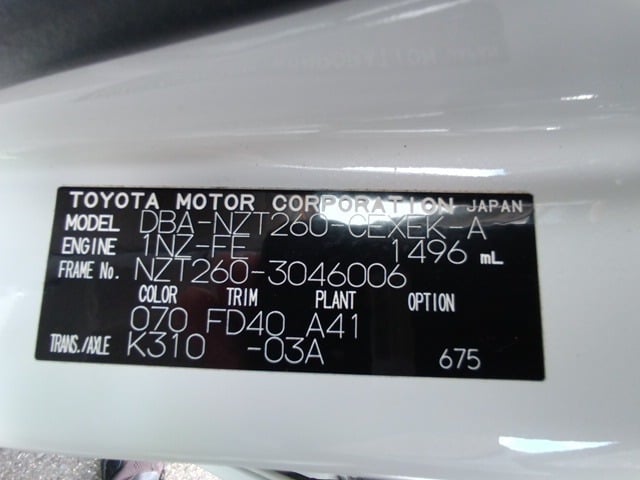 TOYOTA MOTOR CORPORATION JAPAN
MODEL DBA-NZT260-CEXEK-A
ENGINE 1NZ-FE 1496 mL
FRAME No. NZT260-3046006
COLOR TRIM PLANT OPTION
070 FD40 A41
TRANS./AXLE K310 -03A 675